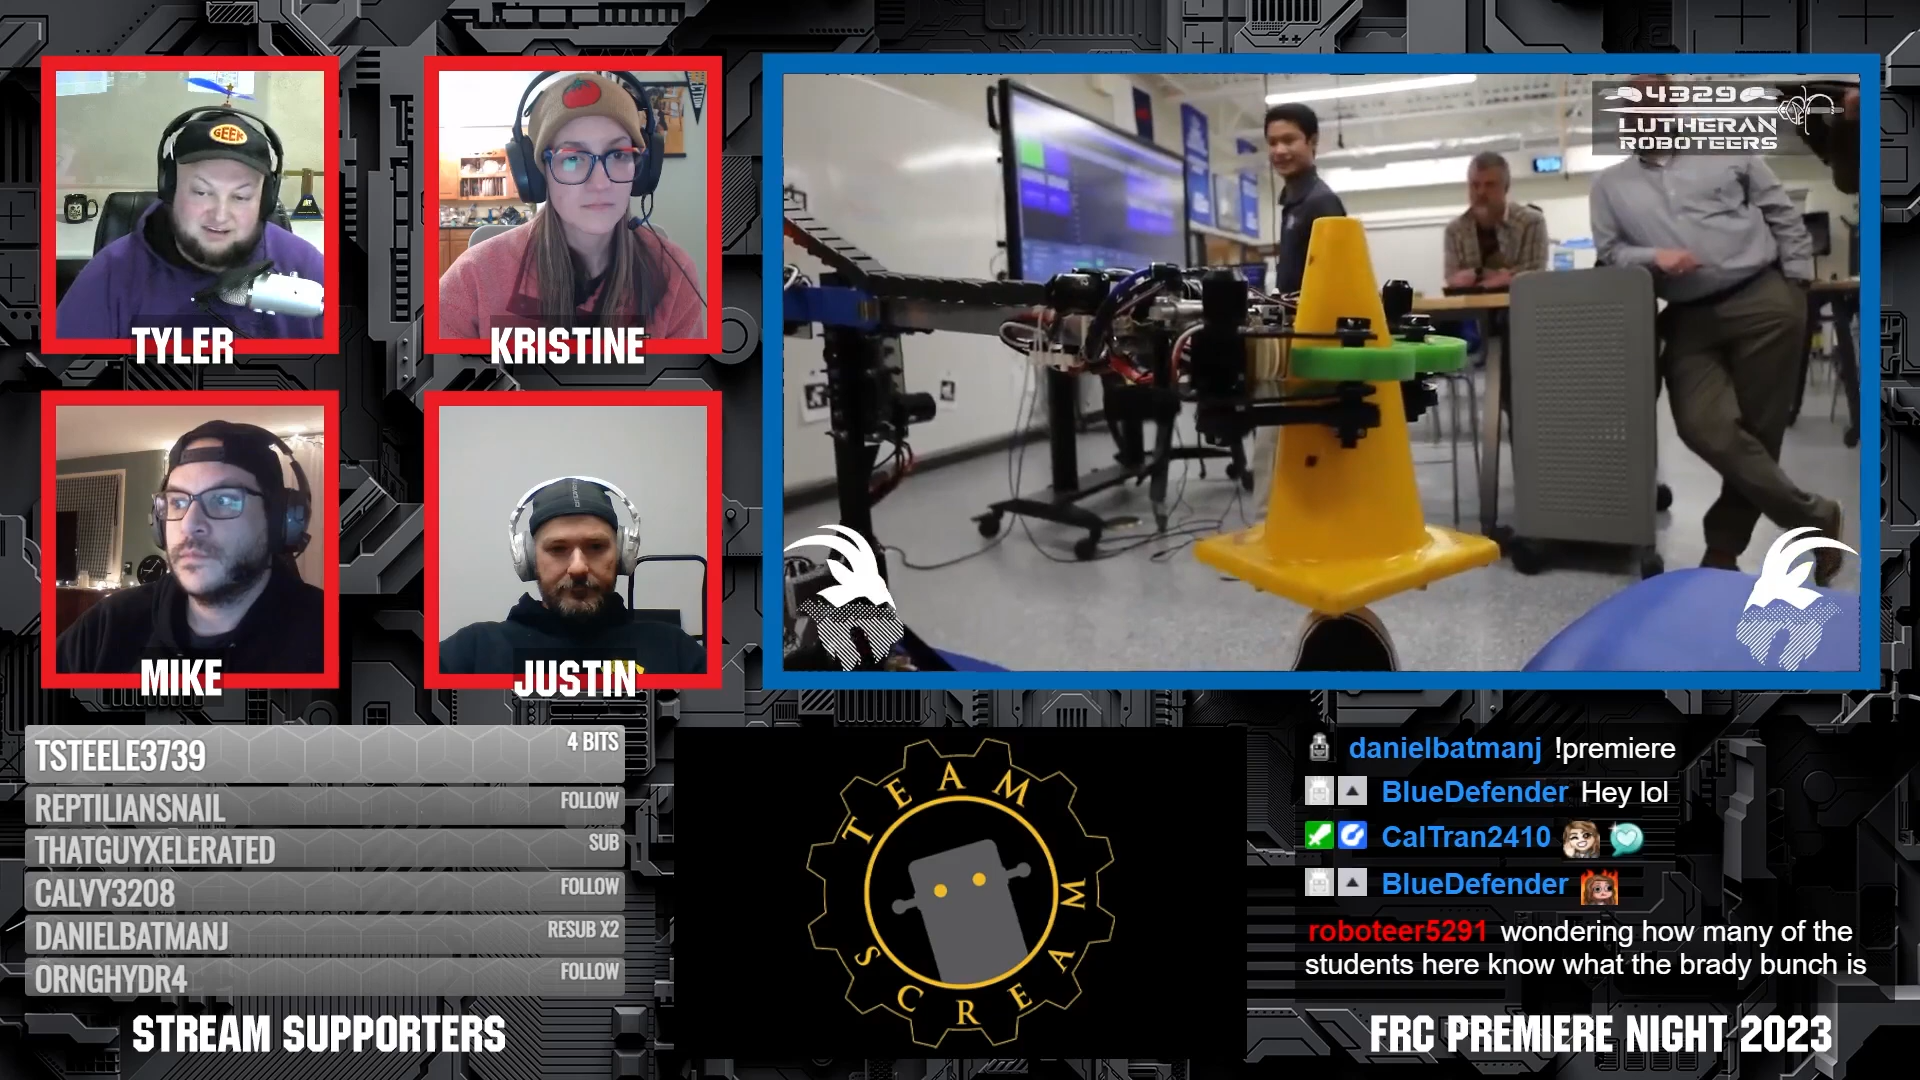 GEEK
TYLER
KRISTINE
MIKE
JUSTIN
4329
LUTHERAN
ROBOTEERS
TSTEELE3739 4 BITS
REPTILIANSNAIL FOLLOW
THATGUYXELERATED SUB
CALVY3208 FOLLOW
DANIELBATMANJ RESUB X2
ORNGHYDR4 FOLLOW
STREAM SUPPORTERS
TEAM
SCREAM
danielbatmanj !premiere
BlueDefender Hey lol
CalTran2410
BlueDefender
roboteer5291 wondering how many of the
students here know what the brady bunch is
FRC PREMIERE NIGHT 2023